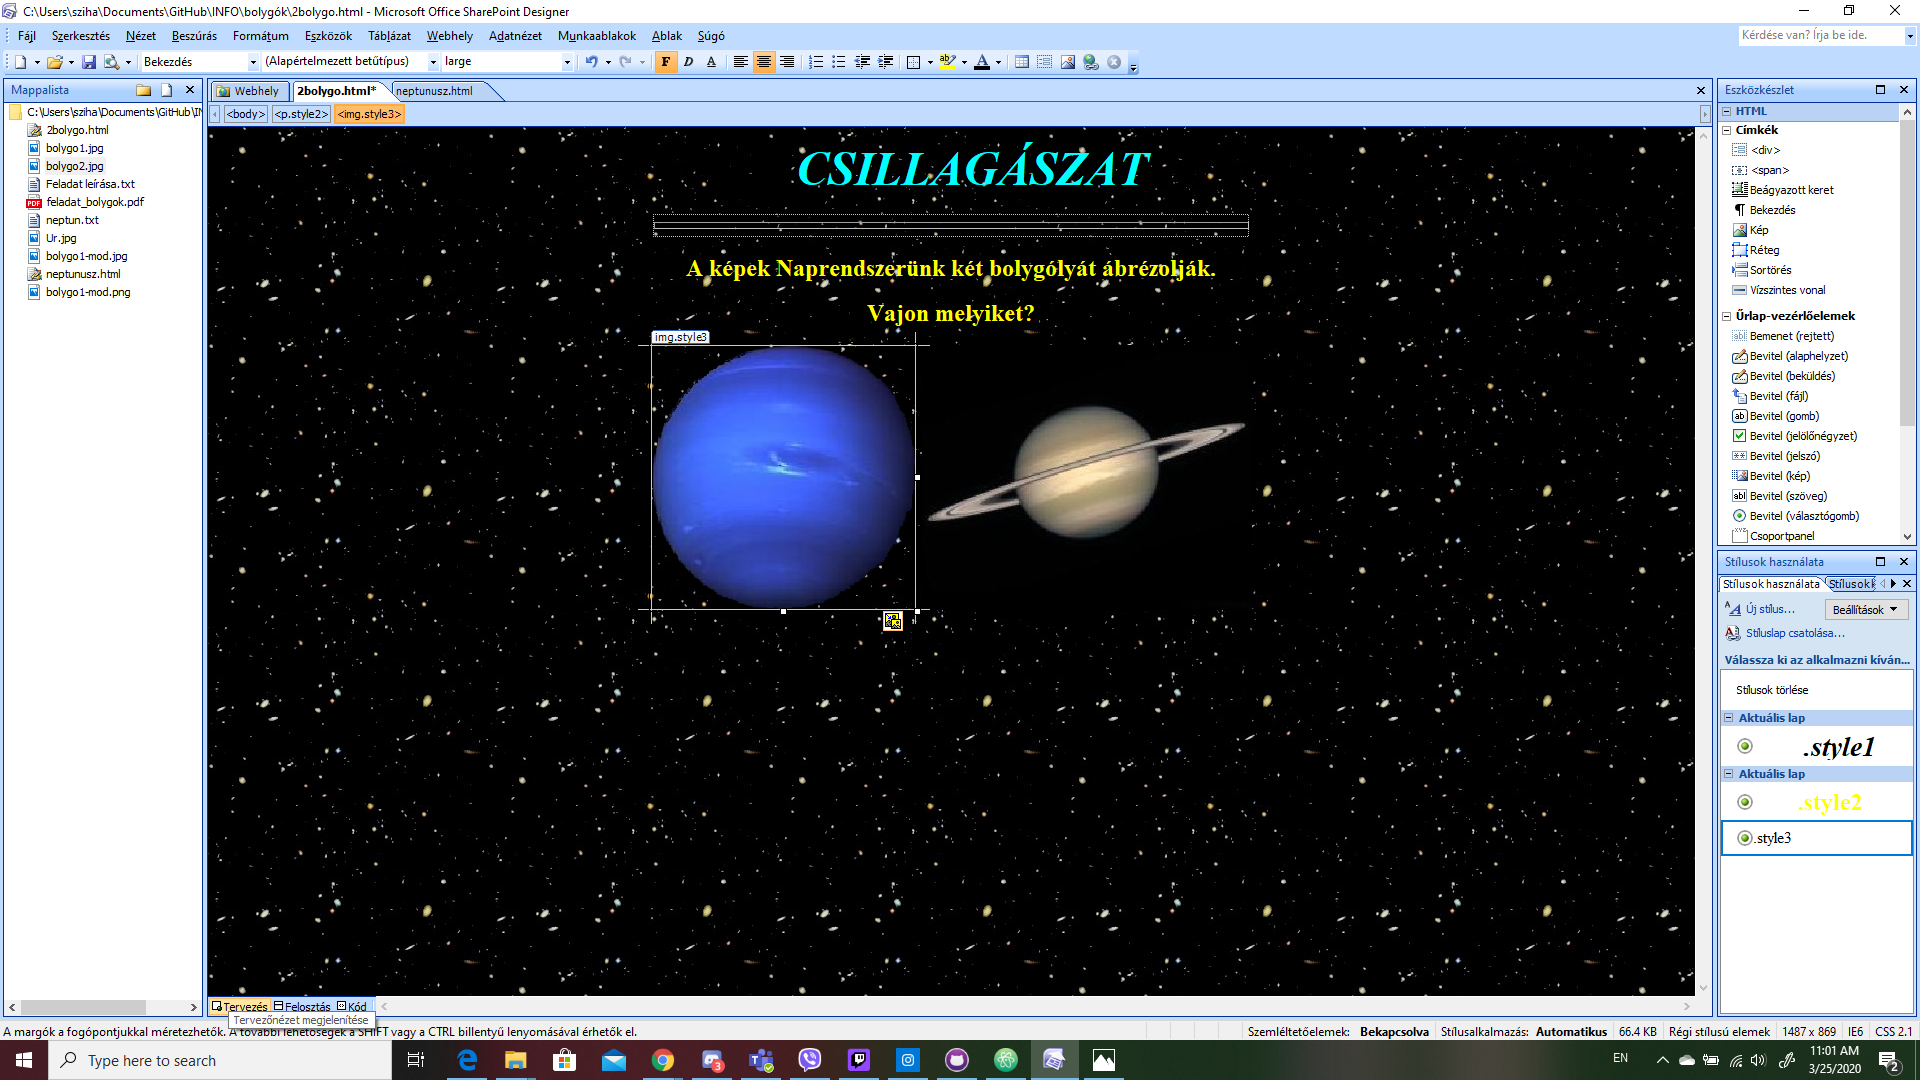 C:\Users\sziha\Documents\GitHub\INFO\bolygók\2bolygo.html - Microsoft Office SharePoint Designer
Fájl Szerkesztés Nézet Beszúrás Formátum Eszközök Táblázat Webhely Adatnézet Munkaablakok Ablak Súgó
Kérdése van? Írja be ide.
Bekezdés (Alapértelmezett betűtípus) large F D A
Mappalista
C:\Users\sziha\Documents\GitHub\IN
2bolygo.html
bolygo1.jpg
bolygo2.jpg
Feladat leírása.txt
feladat_bolygok.pdf
neptun.txt
Ur.jpg
bolygo1-mod.jpg
neptunusz.html
bolygo1-mod.png
Webhely 2bolygo.html* neptunusz.html
<body> <p.style2> <img.style3>
CSILLAGÁSZAT
A képek Naprendszerünk két bolygólyát ábrézolják.
Vajon melyiket?
img.style3
Tervezés Felosztás Kód
Tervezőnézet megjelenítése
Eszközkészlet
HTML
Címkék
<div>
<span>
Beágyazott keret
Bekezdés
Kép
Réteg
Sortörés
Vízszintes vonal
Űrlap-vezérlőelemek
Bemenet (rejtett)
Bevitel (alaphelyzet)
Bevitel (beküldés)
Bevitel (fájl)
Bevitel (gomb)
Bevitel (jelölőnégyzet)
Bevitel (jelszó)
Bevitel (kép)
Bevitel (szöveg)
Bevitel (választógomb)
Csoportpanel
Stílusok használata
Stílusok használata Stílusok
Új stílus... Beállítások
Stíluslap csatolása...
Válassza ki az alkalmazni kíván...
Stílusok törlése
Aktuális lap
.style1
Aktuális lap
.style2
.style3
A margók a fogópontjukkal méretezhetők. A további lehetőségek a SHIFT vagy a CTRL billentyű lenyomásával érhetők el.
Szemléltetőelemek: Bekapcsolva Stílusalkalmazás: Automatikus 66.4 KB Régi stílusú elemek 1487 x 869 IE6 CSS 2.1
Type here to search
3
EN
11:01 AM
3/25/2020
2